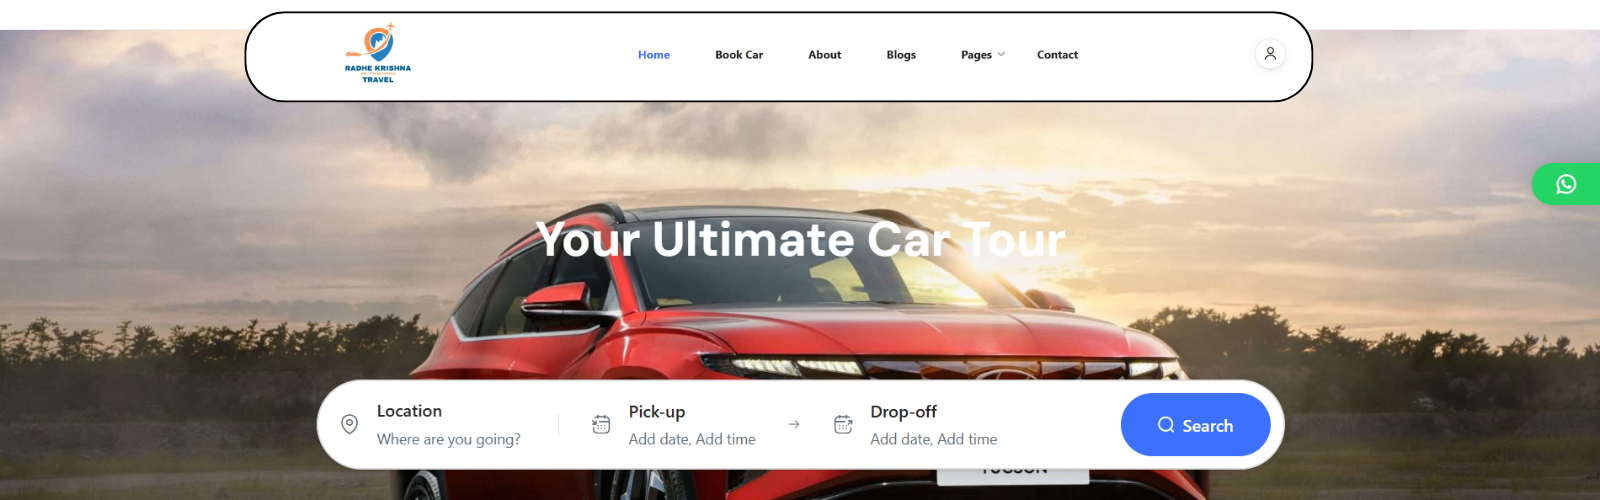 RADHE KRISHNA
TRAVEL
Home
Book Car
About
Blogs
Pages
Contact
Your Ultimate Car Tour
Location
Where are you going?
Pick-up
Add date, Add time
Drop-off
Add date, Add time
Search
TUCSON